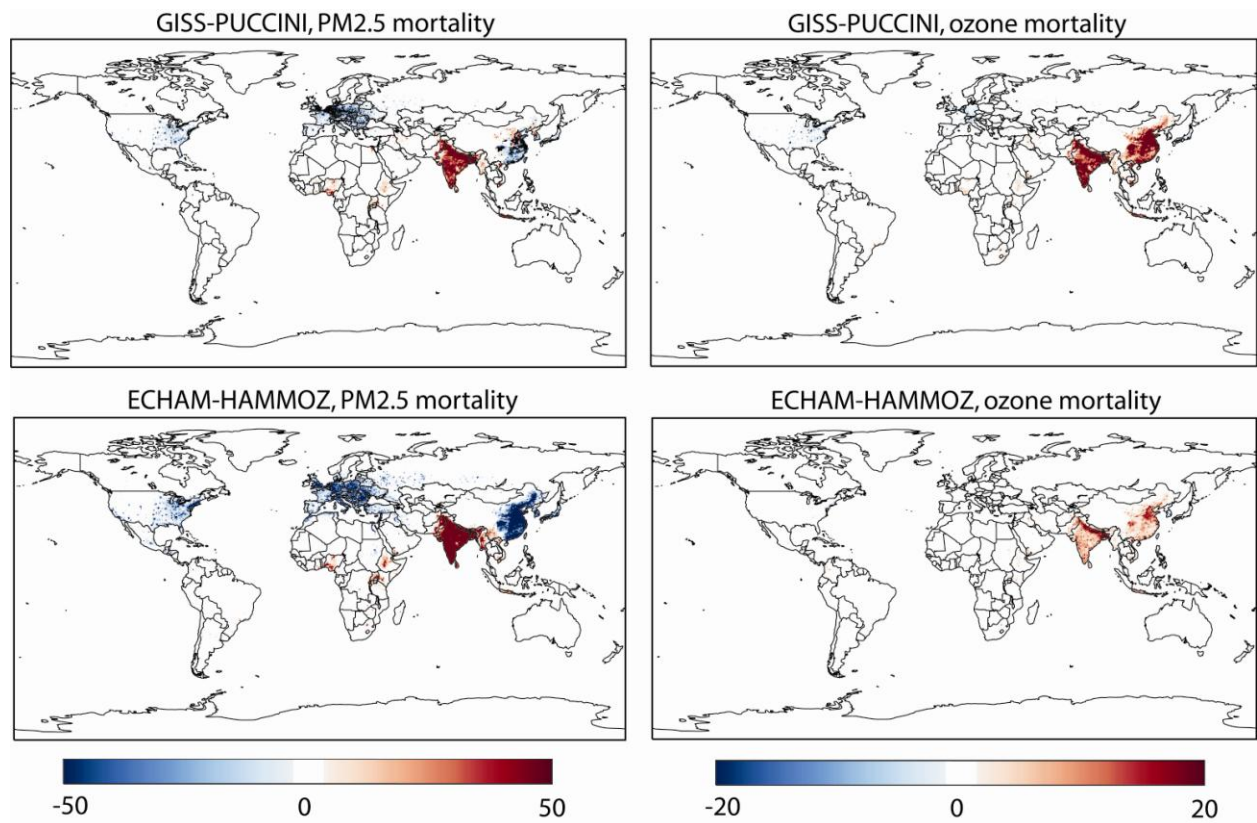 GISS-PUCCINI, PM2.5 mortality
GISS-PUCCINI, ozone mortality
ECHAM-HAMMOZ, PM2.5 mortality
ECHAM-HAMMOZ, ozone mortality
-50 0 50
-20 0 20